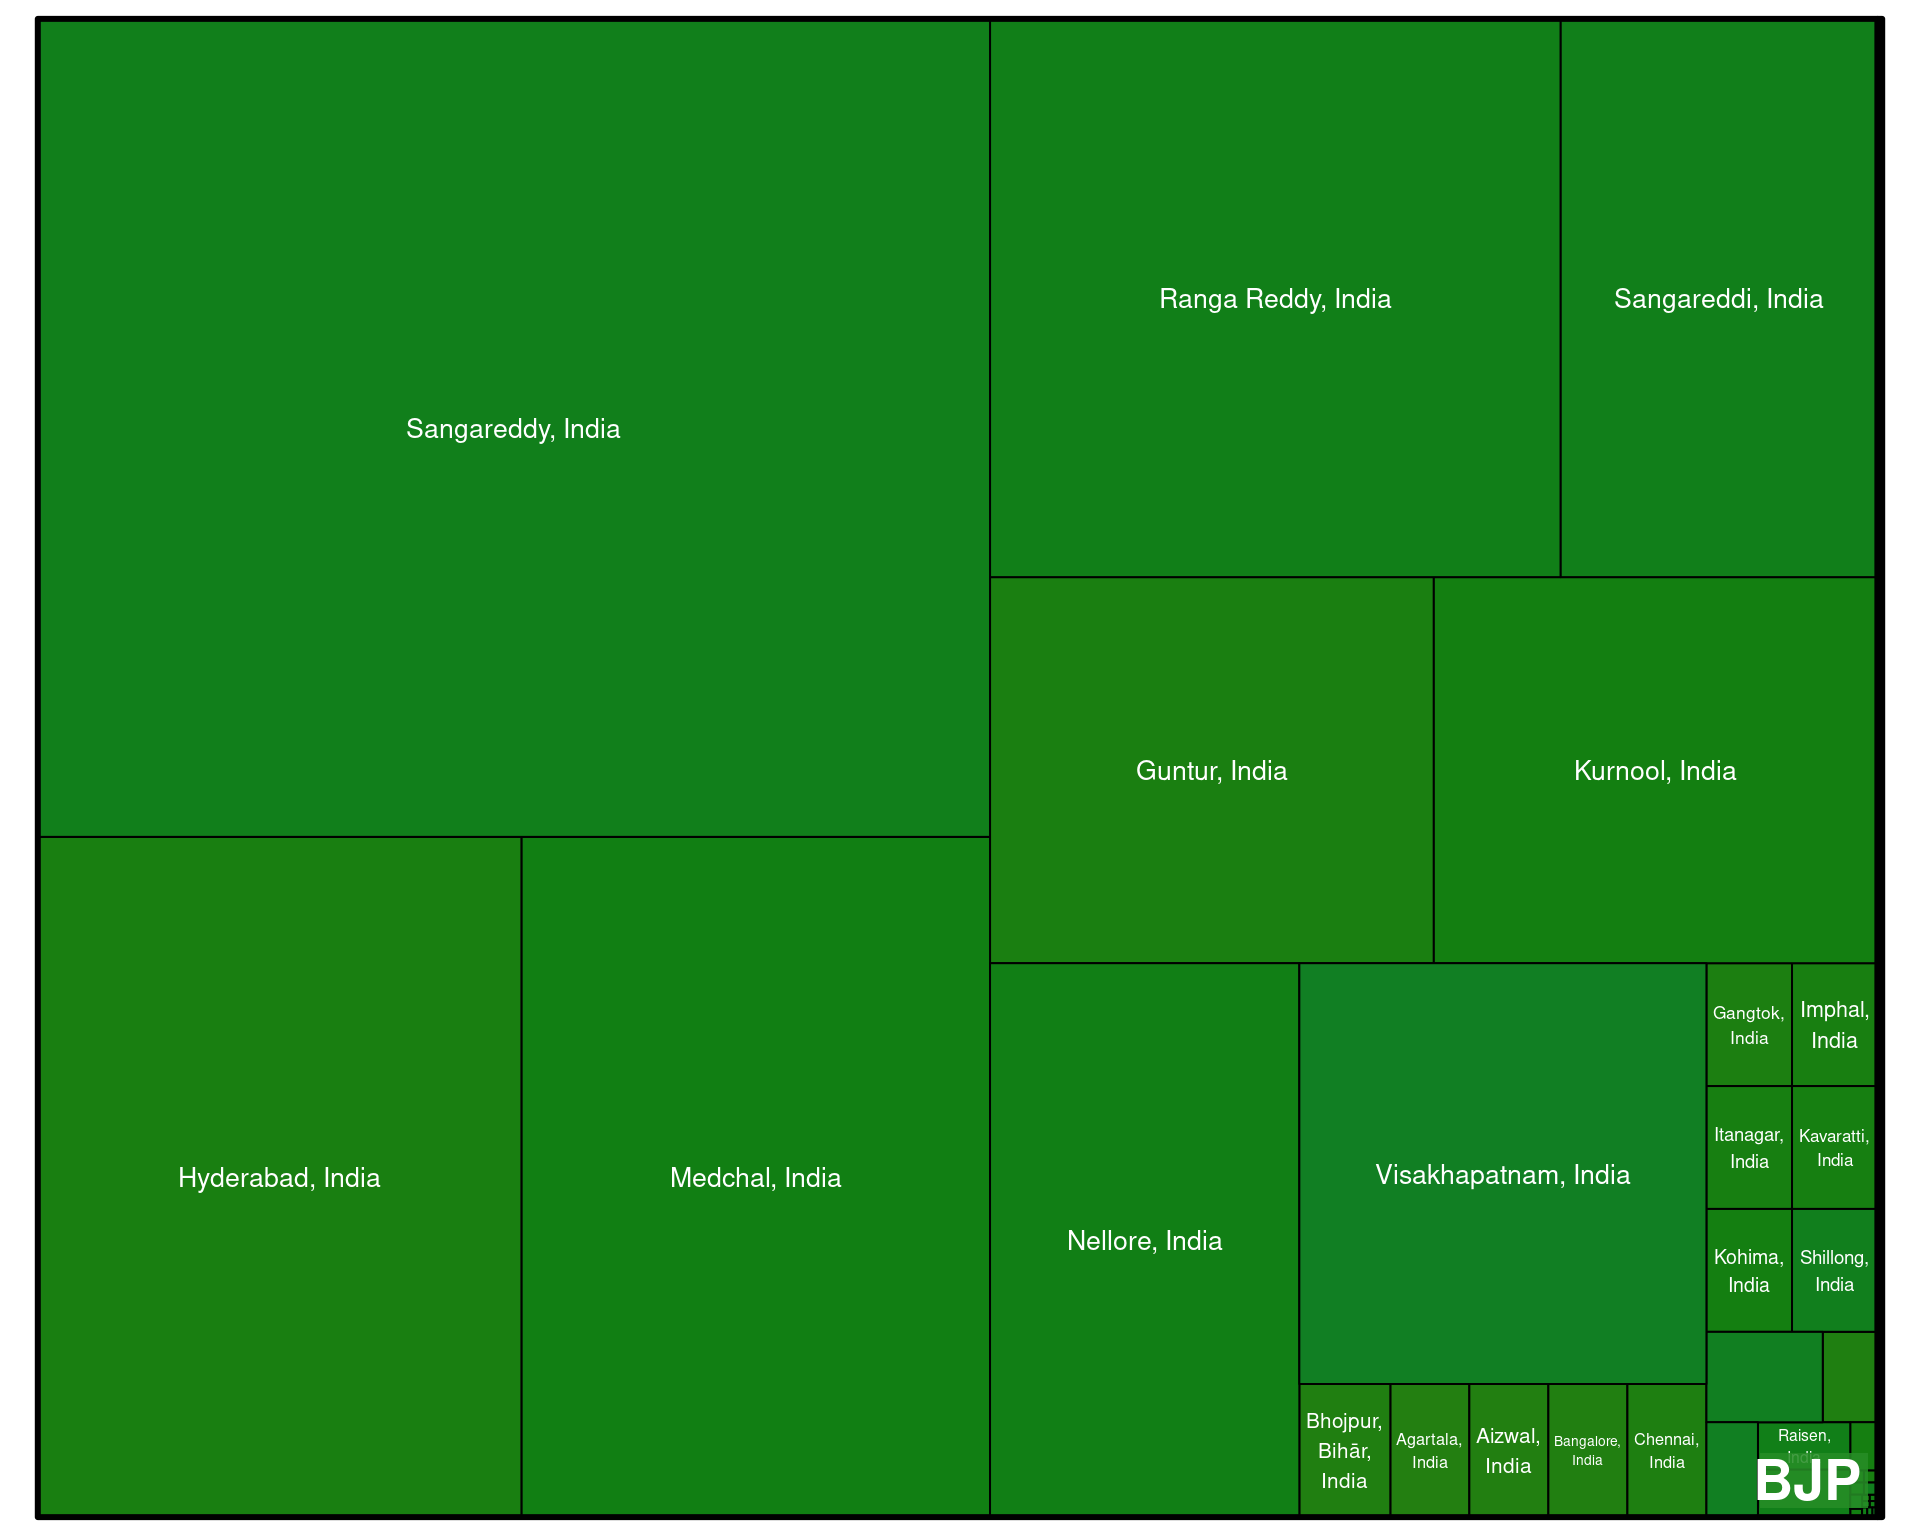 Sangareddy, India
Ranga Reddy, India
Sangareddi, India
Guntur, India
Kurnool, India
Hyderabad, India
Medchal, India
Nellore, India
Visakhapatnam, India
Gangtok,
India
Imphal,
India
Itanagar,
India
Kavaratti,
India
Kohima,
India
Shillong,
India
Bhojpur,
Bihār,
India
Agartala,
India
Aizwal,
India
Bangalore,
India
Chennai,
India
Raisen,
India
BJP